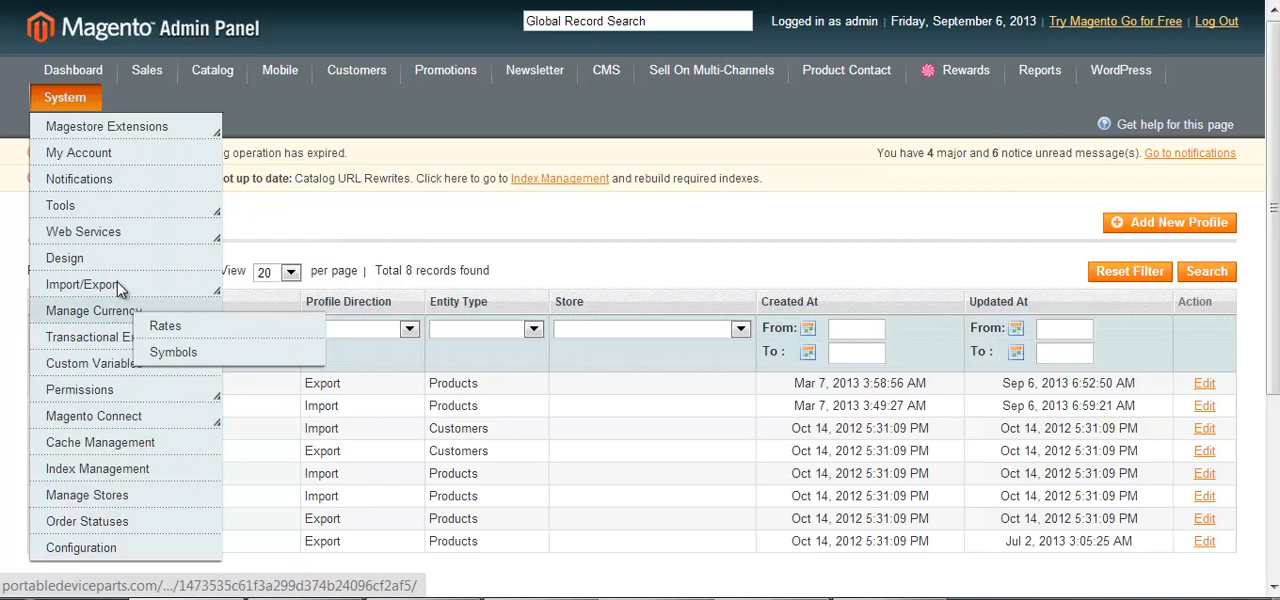 Magento Admin Panel
Global Record Search
Logged in as admin | Friday, September 6, 2013 | Try Magento Go for Free | Log Out
Dashboard Sales Catalog Mobile Customers Promotions Newsletter CMS Sell On Multi-Channels Product Contact Rewards Reports WordPress
System
Get help for this page
Magestore Extensions
My Account
Notifications
Tools
Web Services
Design
Import/Export
Manage Currency
Transactional
Custom Variables
Permissions
Magento Connect
Cache Management
Index Management
Manage Stores
Order Statuses
Configuration
Rates
Symbols
g operation has expired.
You have 4 major and 6 notice unread message(s). Go to notifications
ot up to date: Catalog URL Rewrites. Click here to go to Index Management and rebuild required indexes.
Add New Profile
View 20 per page | Total 8 records found
Reset Filter Search
Profile Direction Entity Type Store Created At Updated At Action
From: From:
To : To :
Export Products Mar 7, 2013 3:58:56 AM Sep 6, 2013 6:52:50 AM Edit
Import Products Mar 7, 2013 3:49:27 AM Sep 6, 2013 6:59:21 AM Edit
Import Customers Oct 14, 2012 5:31:09 PM Oct 14, 2012 5:31:09 PM Edit
Export Customers Oct 14, 2012 5:31:09 PM Oct 14, 2012 5:31:09 PM Edit
Import Products Oct 14, 2012 5:31:09 PM Oct 14, 2012 5:31:09 PM Edit
Import Products Oct 14, 2012 5:31:09 PM Oct 14, 2012 5:31:09 PM Edit
Export Products Oct 14, 2012 5:31:09 PM Oct 14, 2012 5:31:09 PM Edit
Export Products Oct 14, 2012 5:31:09 PM Jul 2, 2013 3:05:25 AM Edit
portabledeviceparts.com/.../1473535c61f3a299d374b24096cf2af5/